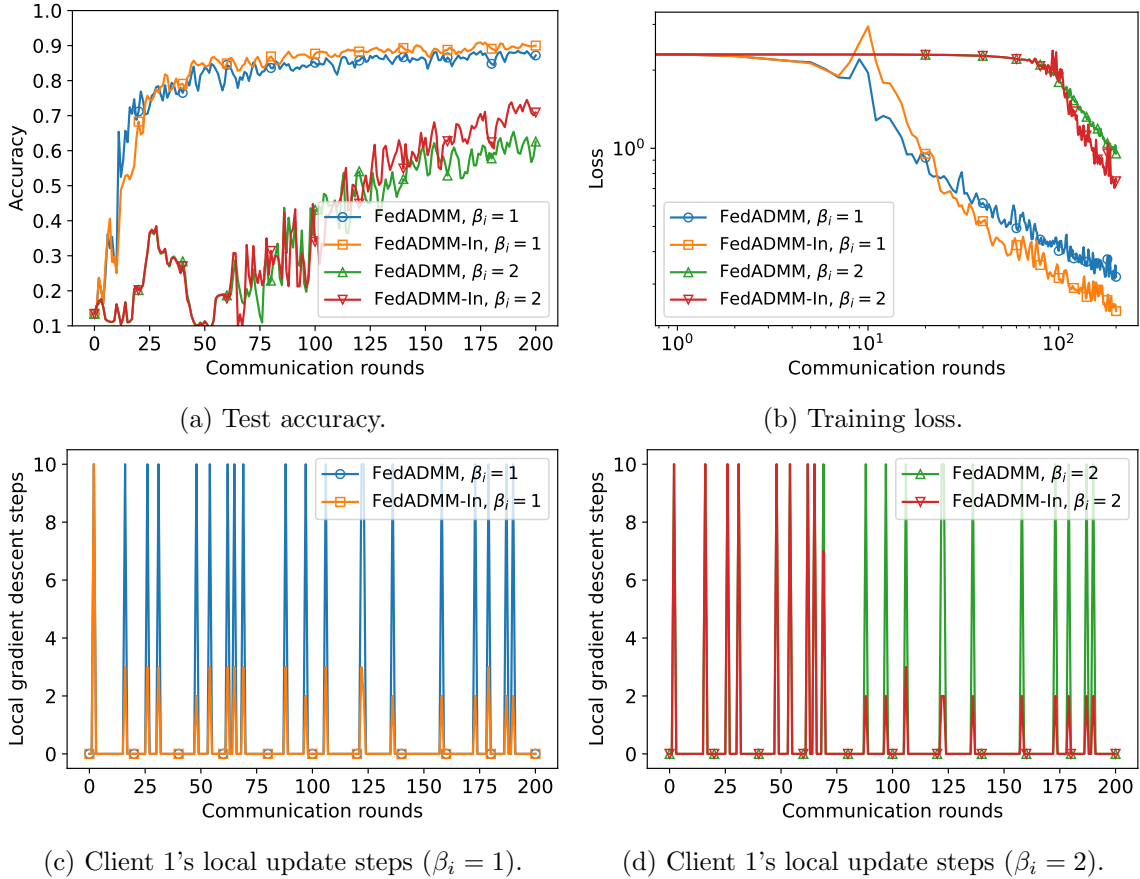 1.0
0.9
0.8
0.7
0.6
0.5
0.4
0.3
0.2
0.1
Accuracy
FedADMM, βᵢ = 1
FedADMM-In, βᵢ = 1
FedADMM, βᵢ = 2
FedADMM-In, βᵢ = 2
0 25 50 75 100 125 150 175 200
Communication rounds
(a) Test accuracy.
10⁰
Loss
FedADMM, βᵢ = 1
FedADMM-In, βᵢ = 1
FedADMM, βᵢ = 2
FedADMM-In, βᵢ = 2
10⁰ 10¹ 10²
Communication rounds
(b) Training loss.
10
8
6
4
2
0
Local gradient descent steps
FedADMM, βᵢ = 1
FedADMM-In, βᵢ = 1
0 25 50 75 100 125 150 175 200
Communication rounds
(c) Client 1's local update steps (βᵢ = 1).
10
8
6
4
2
0
Local gradient descent steps
FedADMM, βᵢ = 2
FedADMM-In, βᵢ = 2
0 25 50 75 100 125 150 175 200
Communication rounds
(d) Client 1's local update steps (βᵢ = 2).